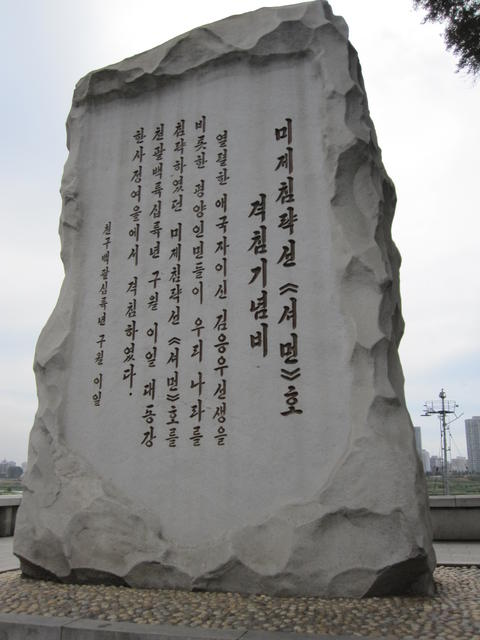 미제침략선 《셔먼》호
격침기념비
열렬한 애국자이신 김응우선생을
비롯한 평양인민들이 우리 나라를
침략하였던 미제침략선 《셔먼》호를
천팔백륙십륙년 구월 이일 대동강
한사정여울에서 격침하였다.
천구백팔십륙년 구월 이일